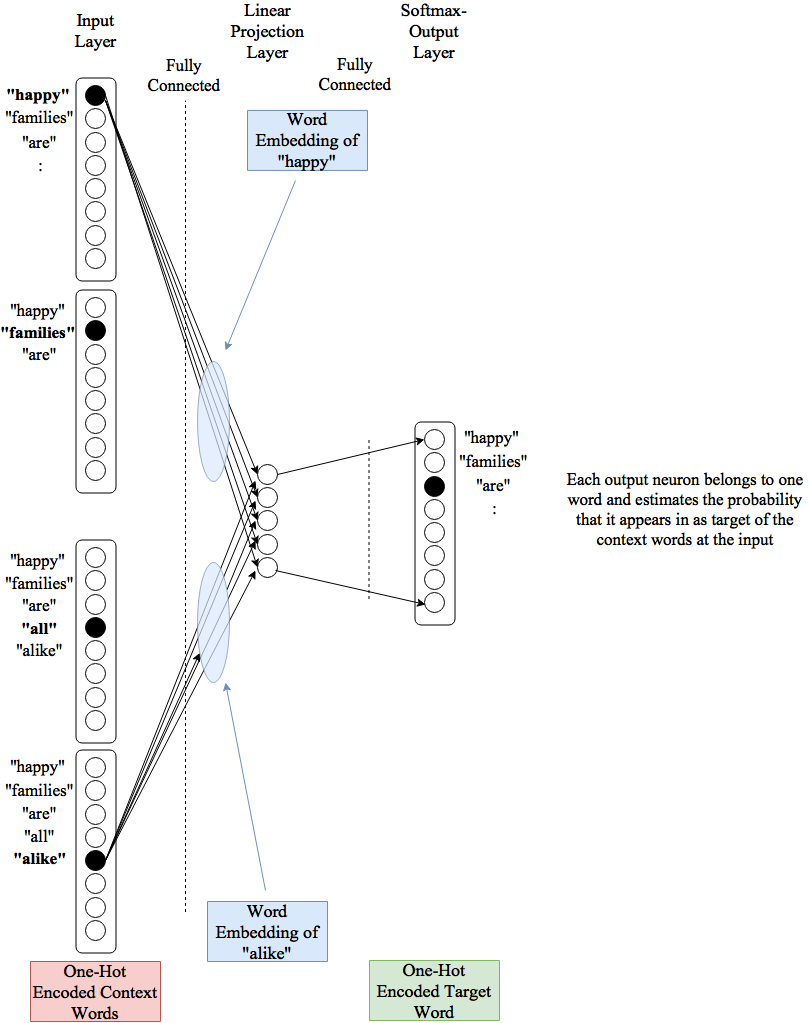 Input
Layer
Linear
Projection
Layer
Softmax-
Output
Layer
Fully
Connected
Fully
Connected
"happy"
"families"
"are"
:
Word
Embedding of
"happy"
"happy"
"families"
"are"
"happy"
"families"
"are"
:
Each output neuron belongs to one
word and estimates the probability
that it appears in as target of the
context words at the input
"happy"
"families"
"are"
"all"
"alike"
"happy"
"families"
"are"
"all"
"alike"
Word
Embedding of
"alike"
One-Hot
Encoded Context
Words
One-Hot
Encoded Target
Word